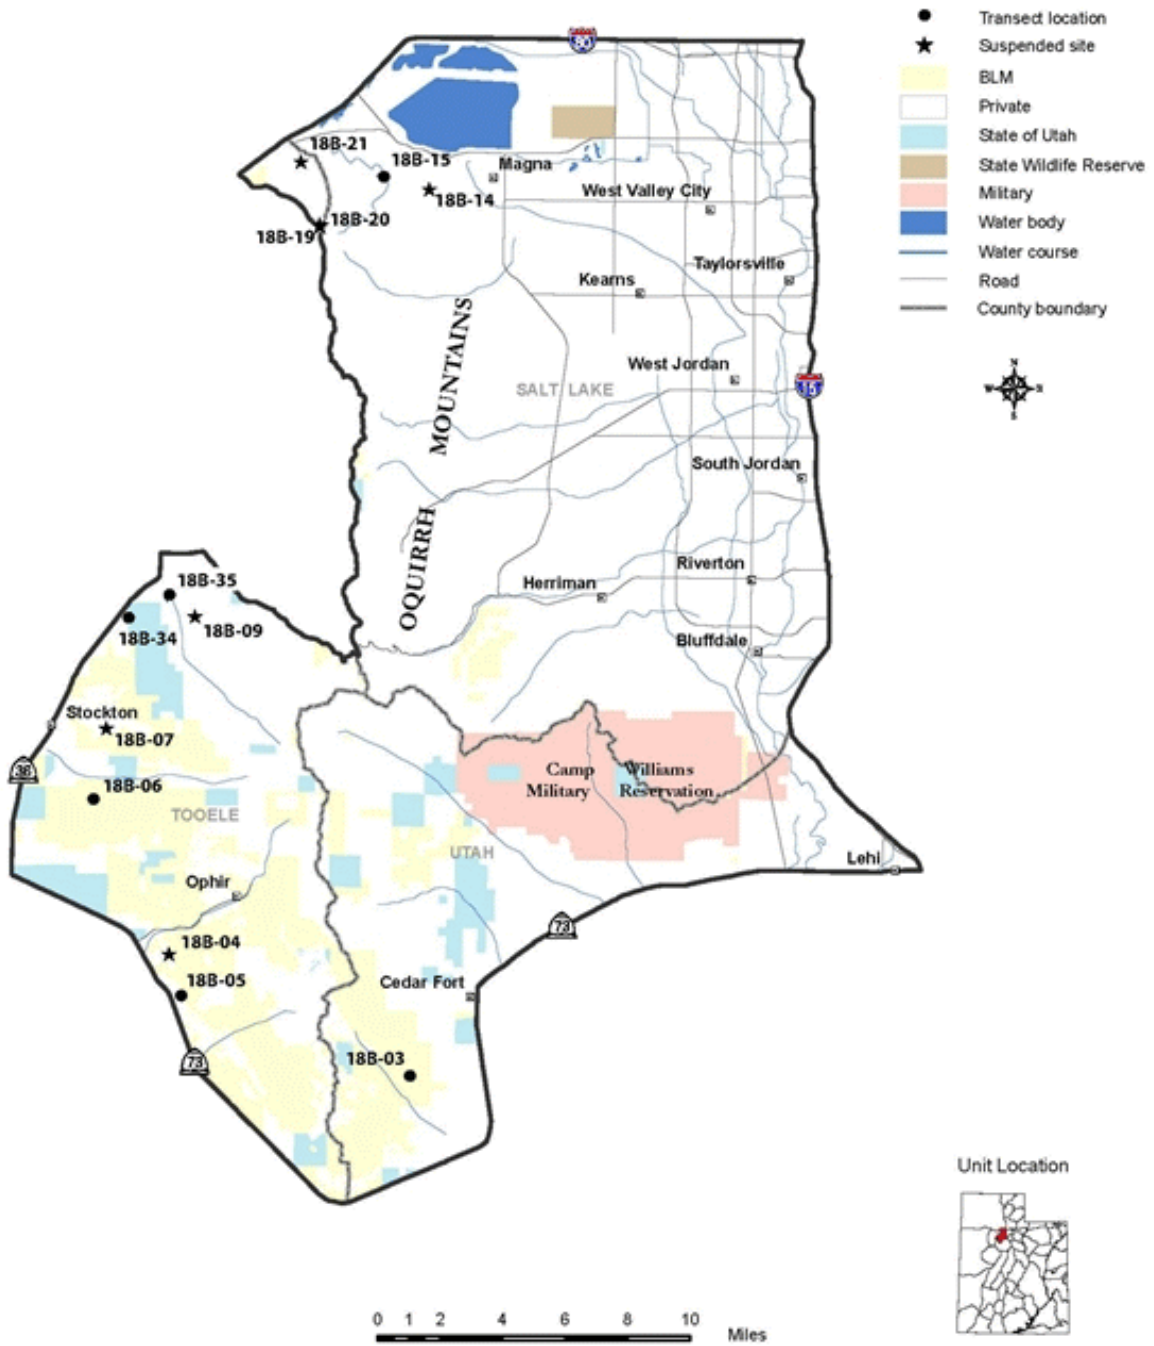 Transect location
Suspended site
BLM
Private
State of Utah
State Wildlife Reserve
Military
Water body
Water course
Road
County boundary
N
W
S
80
18B-21
18B-15
Magna
18B-14
West Valley City
18B-20
18B-19
Taylorsville
Kearns
West Jordan
SALT LAKE
15
OQUIRRH MOUNTAINS
South Jordan
Riverton
Herriman
Bluffdale
18B-35
18B-09
18B-34
Stockton
18B-07
36
18B-06
TOOELE
Camp Williams
Military Reservation
UTAH
Lehi
Ophir
73
18B-04
18B-05
Cedar Fort
73
18B-03
Unit Location
0 1 2 4 6 8 10
Miles